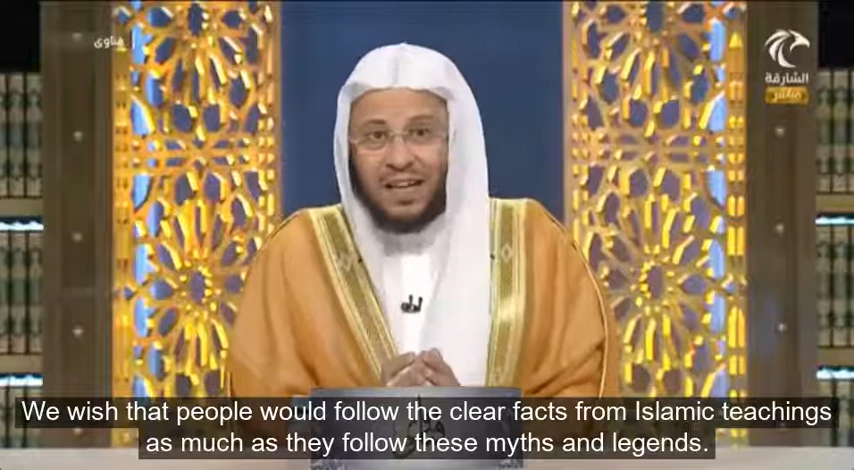 فتاوى
الشارقة
مباشر
We wish that people would follow the clear facts from Islamic teachings
as much as they follow these myths and legends.